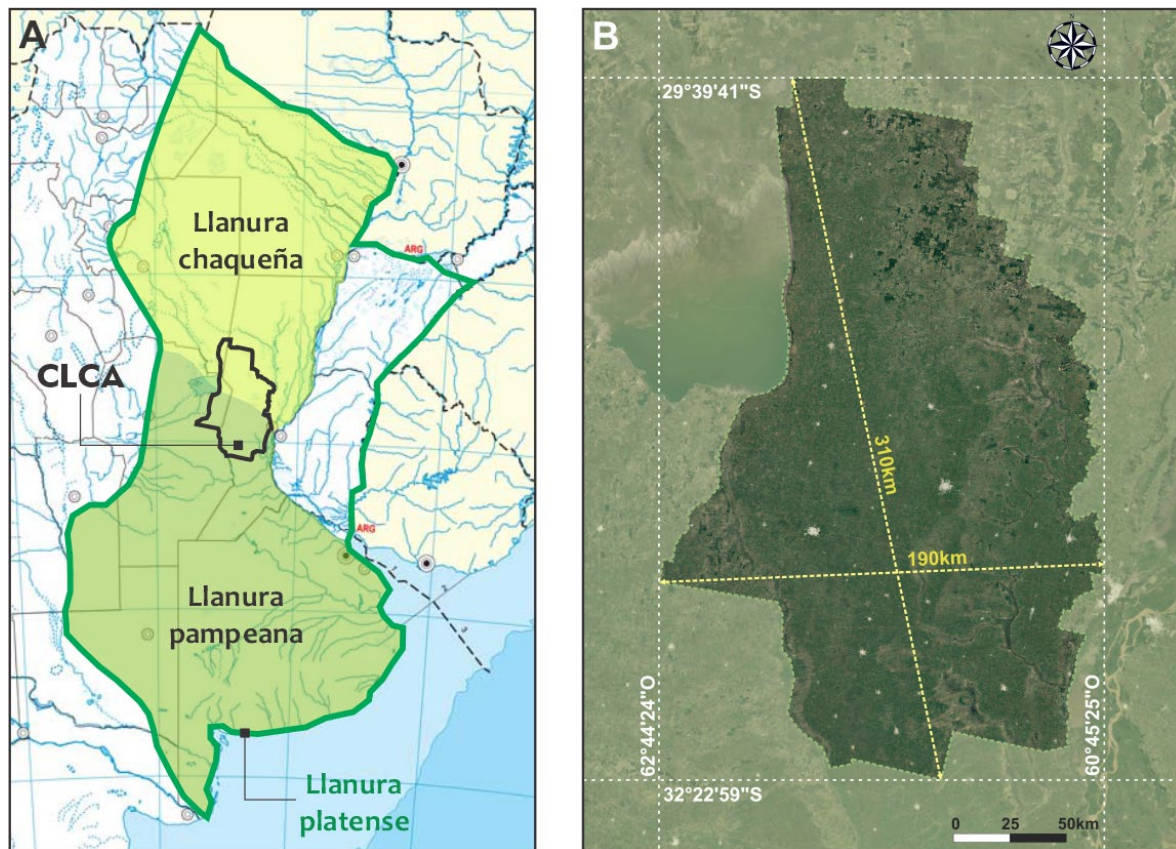 A
Llanura
chaqueña
ARG
CLCA
ARG
Llanura
pampeana
Llanura
platense
B
N
29°39'41"S
310km
190km
62°44'24"O
60°45'25"O
32°22'59"S
0 25 50km